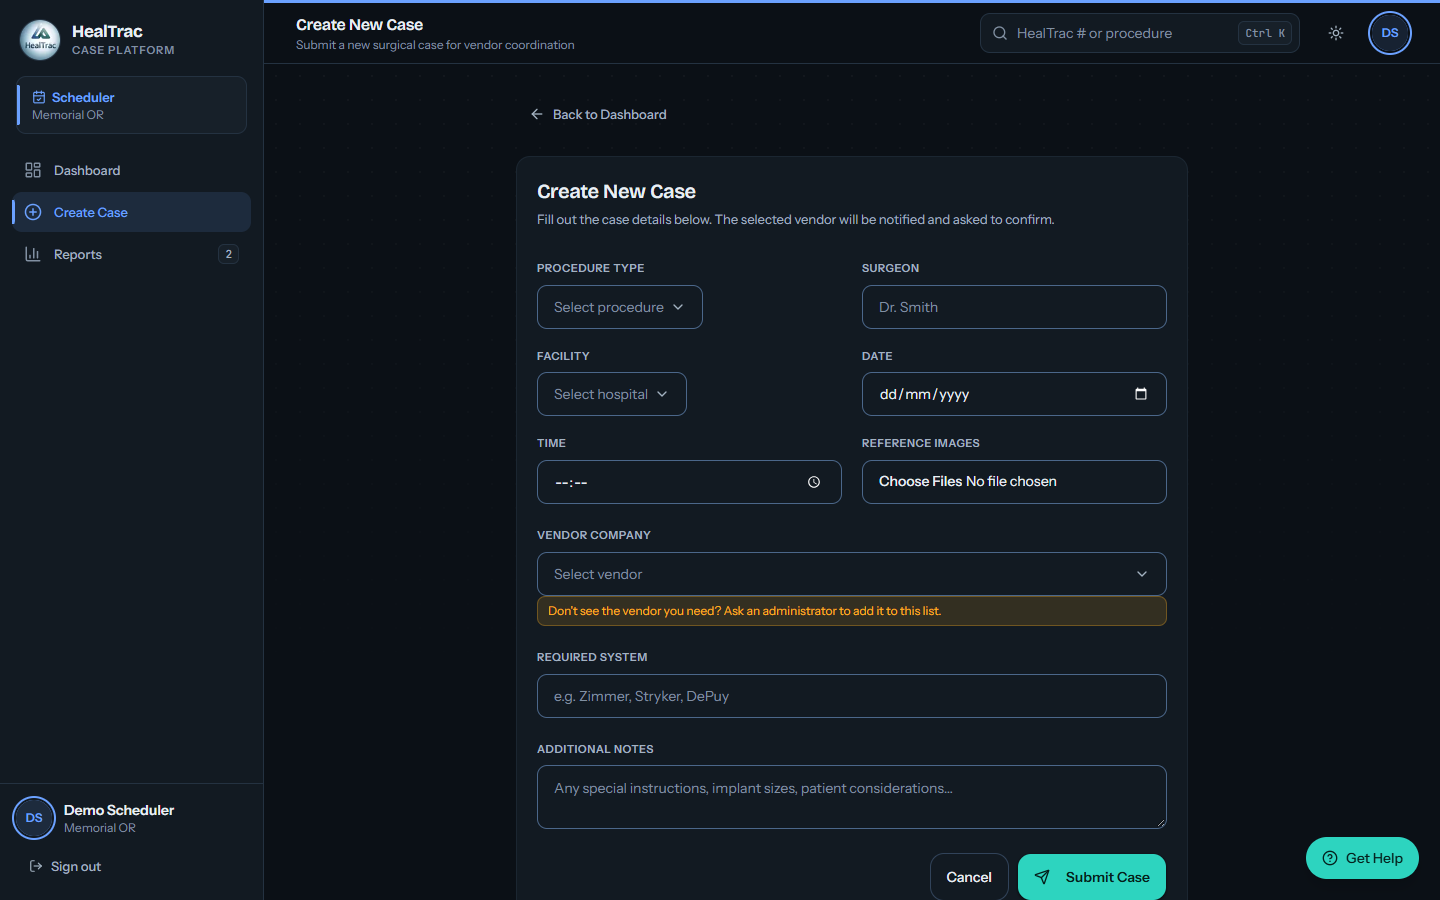 HealTrac
HealTrac
CASE PLATFORM
Scheduler
Memorial OR
Dashboard
Create Case
Reports
2
Demo Scheduler
DS
Memorial OR
Sign out
Create New Case
Submit a new surgical case for vendor coordination
HealTrac # or procedure
Ctrl K
DS
Back to Dashboard
Create New Case
Fill out the case details below. The selected vendor will be notified and asked to confirm.
PROCEDURE TYPE
Select procedure
SURGEON
Dr. Smith
FACILITY
Select hospital
DATE
dd/mm/yyyy
TIME
--:--
REFERENCE IMAGES
Choose Files No file chosen
VENDOR COMPANY
Select vendor
Don't see the vendor you need? Ask an administrator to add it to this list.
REQUIRED SYSTEM
e.g. Zimmer, Stryker, DePuy
ADDITIONAL NOTES
Any special instructions, implant sizes, patient considerations...
Cancel
Submit Case
Get Help